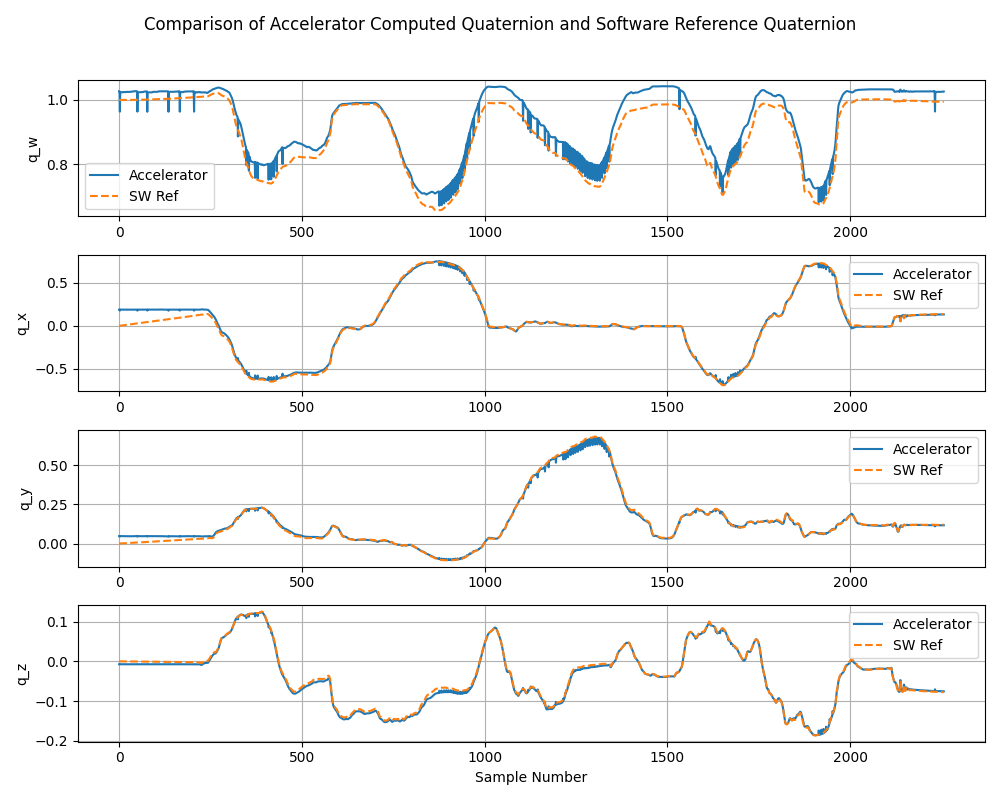 Comparison of Accelerator Computed Quaternion and Software Reference Quaternion
1.0
0.8
q_w
Accelerator
SW Ref
0 500 1000 1500 2000
0.5
0.0
−0.5
q_x
Accelerator
SW Ref
0 500 1000 1500 2000
0.50
0.25
0.00
q_y
Accelerator
SW Ref
0 500 1000 1500 2000
0.1
0.0
−0.1
−0.2
q_z
Accelerator
SW Ref
0 500 1000 1500 2000
Sample Number